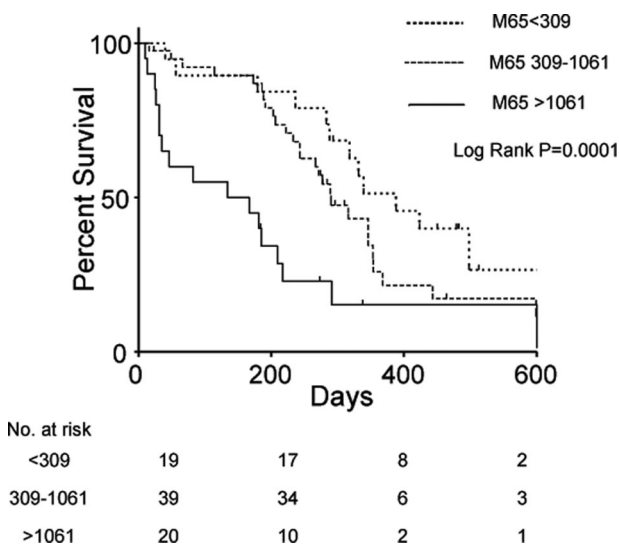 M65<309
M65 309-1061
M65 >1061
Log Rank P=0.0001
100
50
0
Percent Survival
0 200 400 600
Days
No. at risk
<309 19 17 8 2
309-1061 39 34 6 3
>1061 20 10 2 1